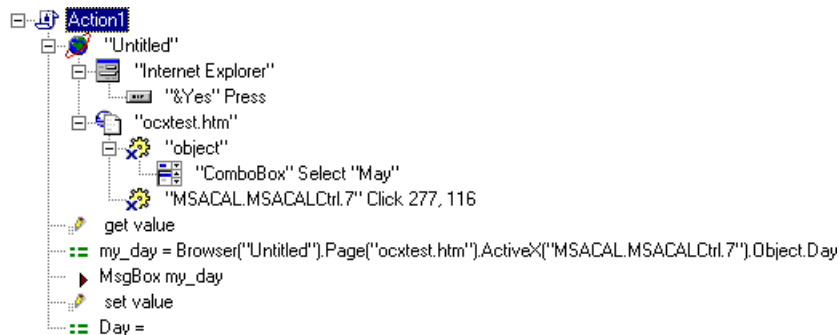 Action1
"Untitled"
"Internet Explorer"
"&Yes" Press
"ocxtest.htm"
"object"
"ComboBox" Select "May"
"MSACAL.MSACALCtrl.7" Click 277, 116
get value
my_day = Browser("Untitled").Page("ocxtest.htm").ActiveX("MSACAL.MSACALCtrl.7").Object.Day
MsgBox my_day
set value
Day =